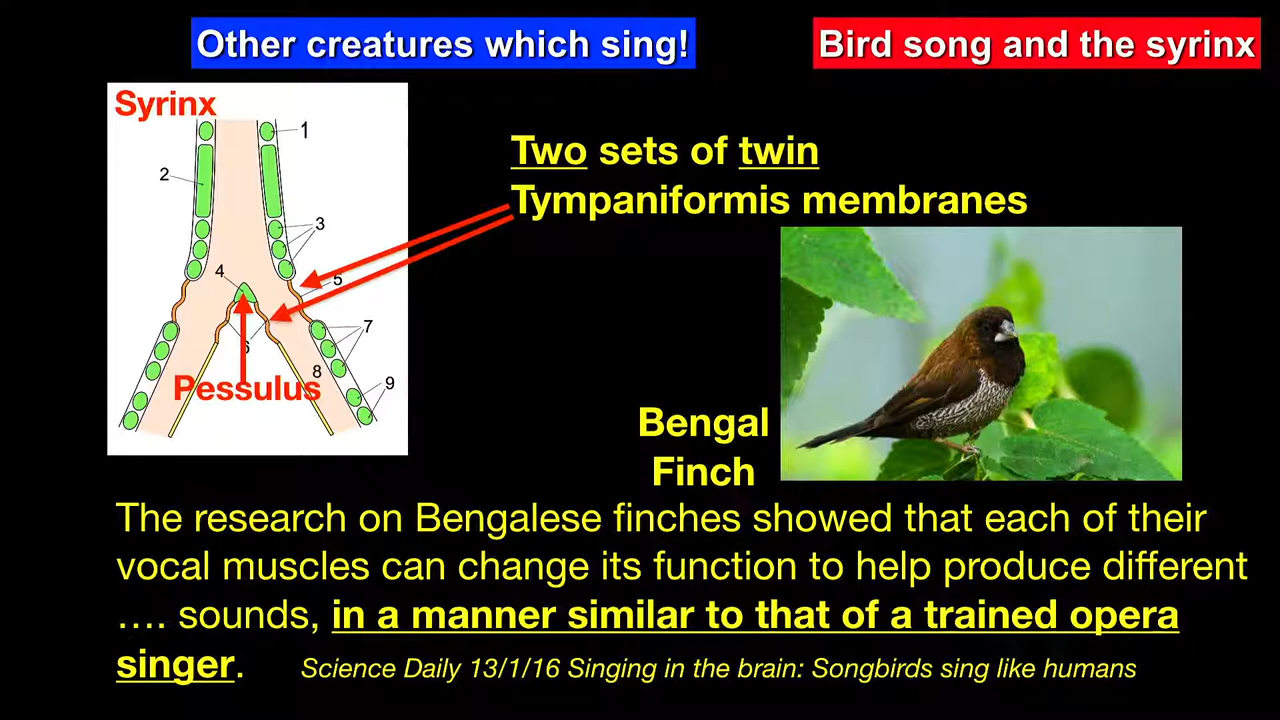 Other creatures which sing!
Bird song and the syrinx
Syrinx
1
2
3
4
5
6
7
8
9
Pessulus
Two sets of twin
Tympaniformis membranes
Bengal
Finch
The research on Bengalese finches showed that each of their
vocal muscles can change its function to help produce different
…. sounds, in a manner similar to that of a trained opera
singer. Science Daily 13/1/16 Singing in the brain: Songbirds sing like humans